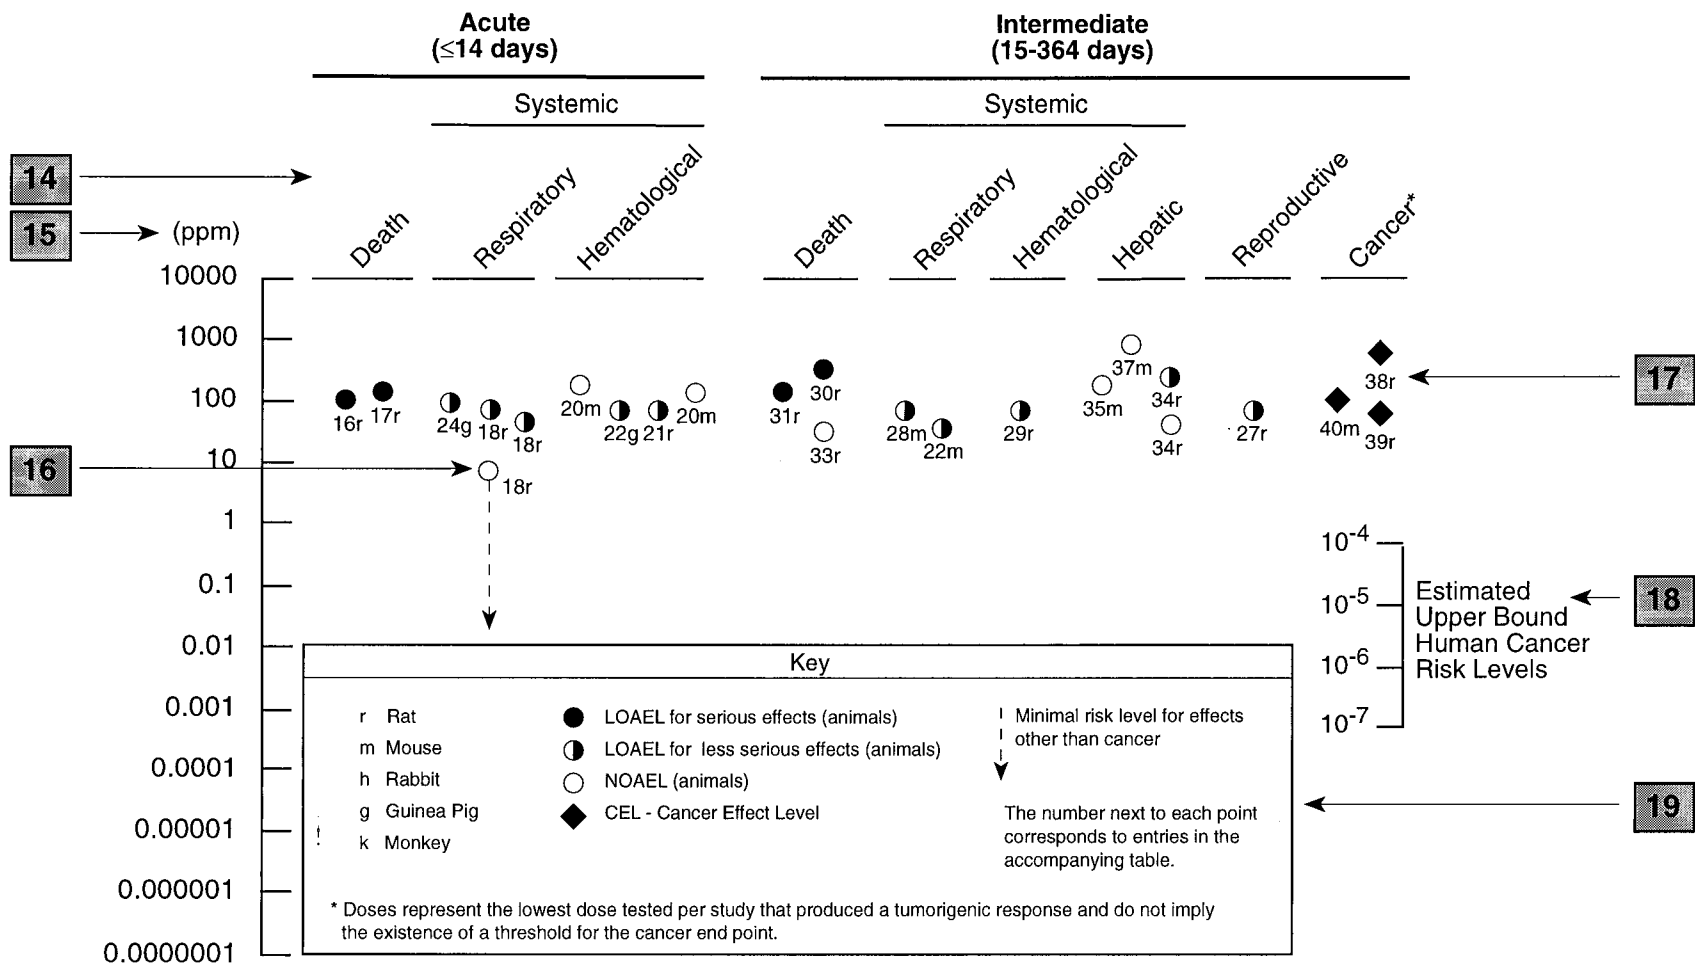 Acute
(≤14 days)
Intermediate
(15-364 days)
Systemic
Systemic
14
15
(ppm)
Death
Respiratory
Hematological
Death
Respiratory
Hematological
Hepatic
Reproductive
Cancer*
10000
1000
100
10
1
0.1
0.01
0.001
0.0001
0.00001
0.000001
0.0000001
16r
17r
24g
18r
18r
18r
20m
22g
21r
20m
31r
30r
33r
28m
22m
29r
35m
37m
34r
34r
27r
40m
38r
39r
16
17
10-4
10-5
10-6
10-7
Estimated
Upper Bound
Human Cancer
Risk Levels
18
19
Key
r Rat
m Mouse
h Rabbit
g Guinea Pig
k Monkey
LOAEL for serious effects (animals)
LOAEL for less serious effects (animals)
NOAEL (animals)
CEL - Cancer Effect Level
Minimal risk level for effects
other than cancer
The number next to each point
corresponds to entries in the
accompanying table.
* Doses represent the lowest dose tested per study that produced a tumorigenic response and do not imply
the existence of a threshold for the cancer end point.